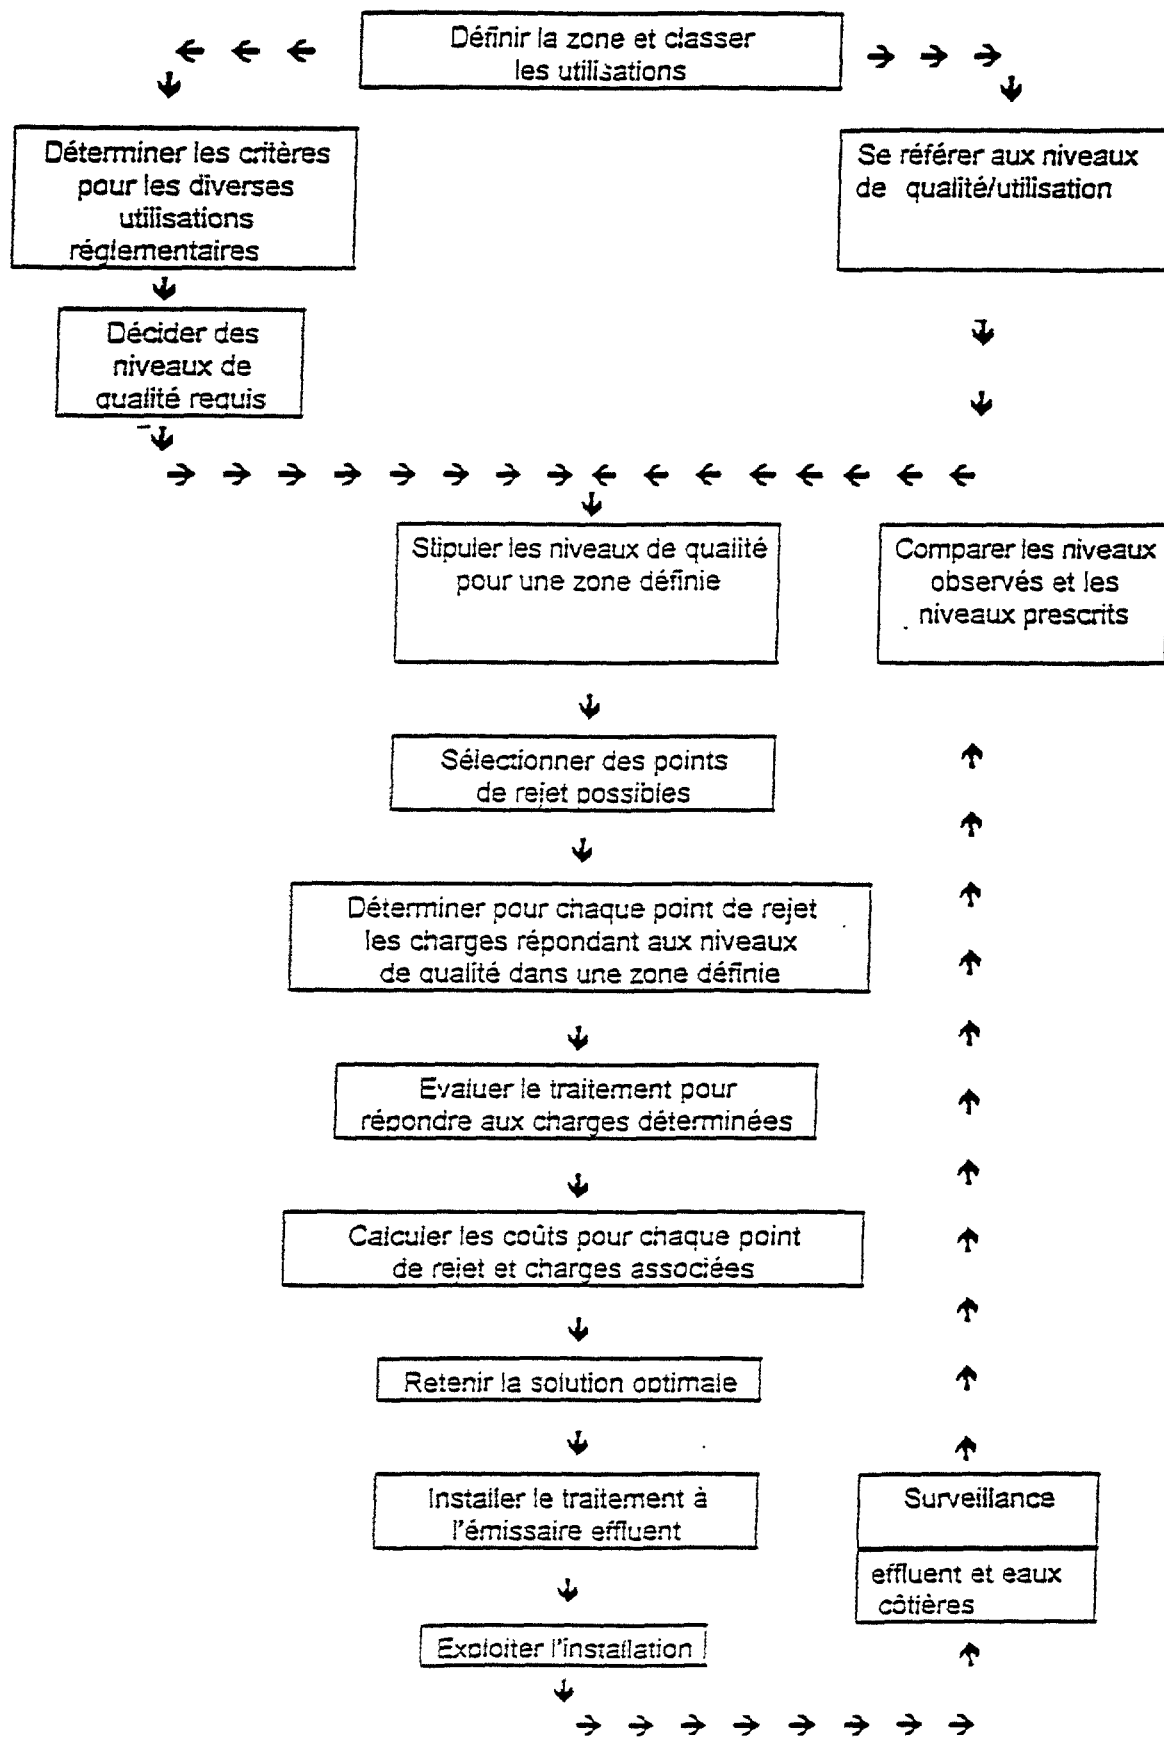 Définir la zone et classer
les utilisations
Déterminer les critères
pour les diverses
utilisations
réglementaires
Se référer aux niveaux
de qualité/utilisation
Décider des
niveaux de
qualité requis
Stipuler les niveaux de qualité
pour une zone définie
Comparer les niveaux
observés et les
niveaux prescrits
Sélectionner des points
de rejet possibles
Déterminer pour chaque point de rejet
les charges répondant aux niveaux
de qualité dans une zone définie
Evaluer le traitement pour
répondre aux charges déterminées
Calculer les coûts pour chaque point
de rejet et charges associées
Retenir la solution optimale
Installer le traitement à
l'émissaire effluent
Surveillance
effluent et eaux
côtières
Exploiter l'installation